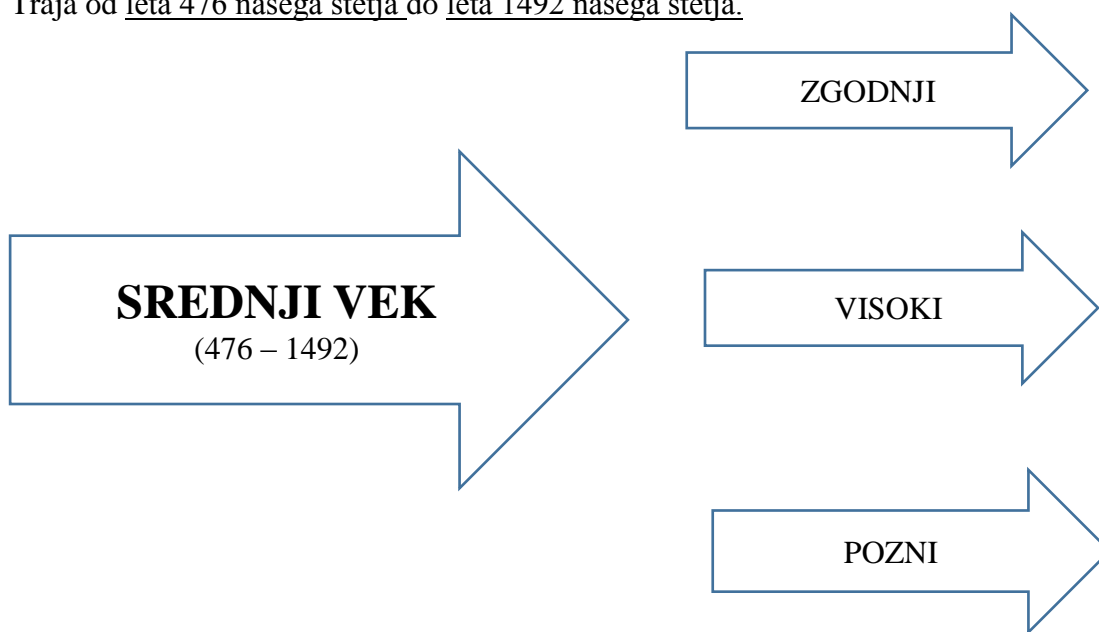 Traja od leta 476 našega štetja do leta 1492 našega štetja.
ZGODNJI
SREDNJI VEK
(476 – 1492)
VISOKI
POZNI